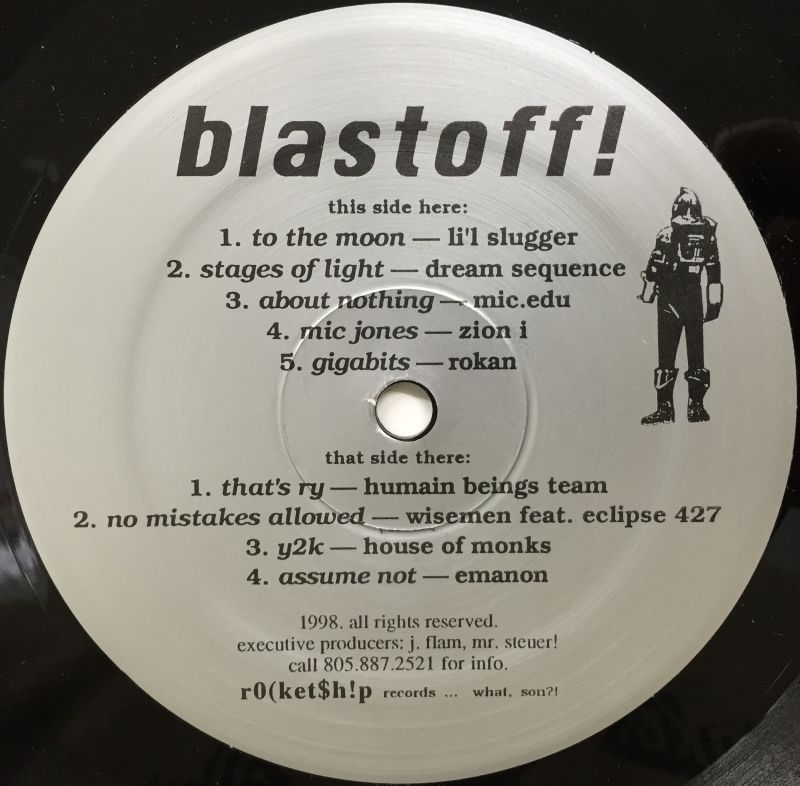 blastoff!
this side here:
1. to the moon — li'l slugger
2. stages of light — dream sequence
3. about nothing — mic.edu
4. mic jones — zion i
5. gigabits — rokan
that side there:
1. that's ry — humain beings team
2. no mistakes allowed — wisemen feat. eclipse 427
3. y2k — house of monks
4. assume not — emanon
1998. all rights reserved.
executive producers: j. flam, mr. steuer!
call 805.887.2521 for info.
r0(ket$h!p records ... what, son?!